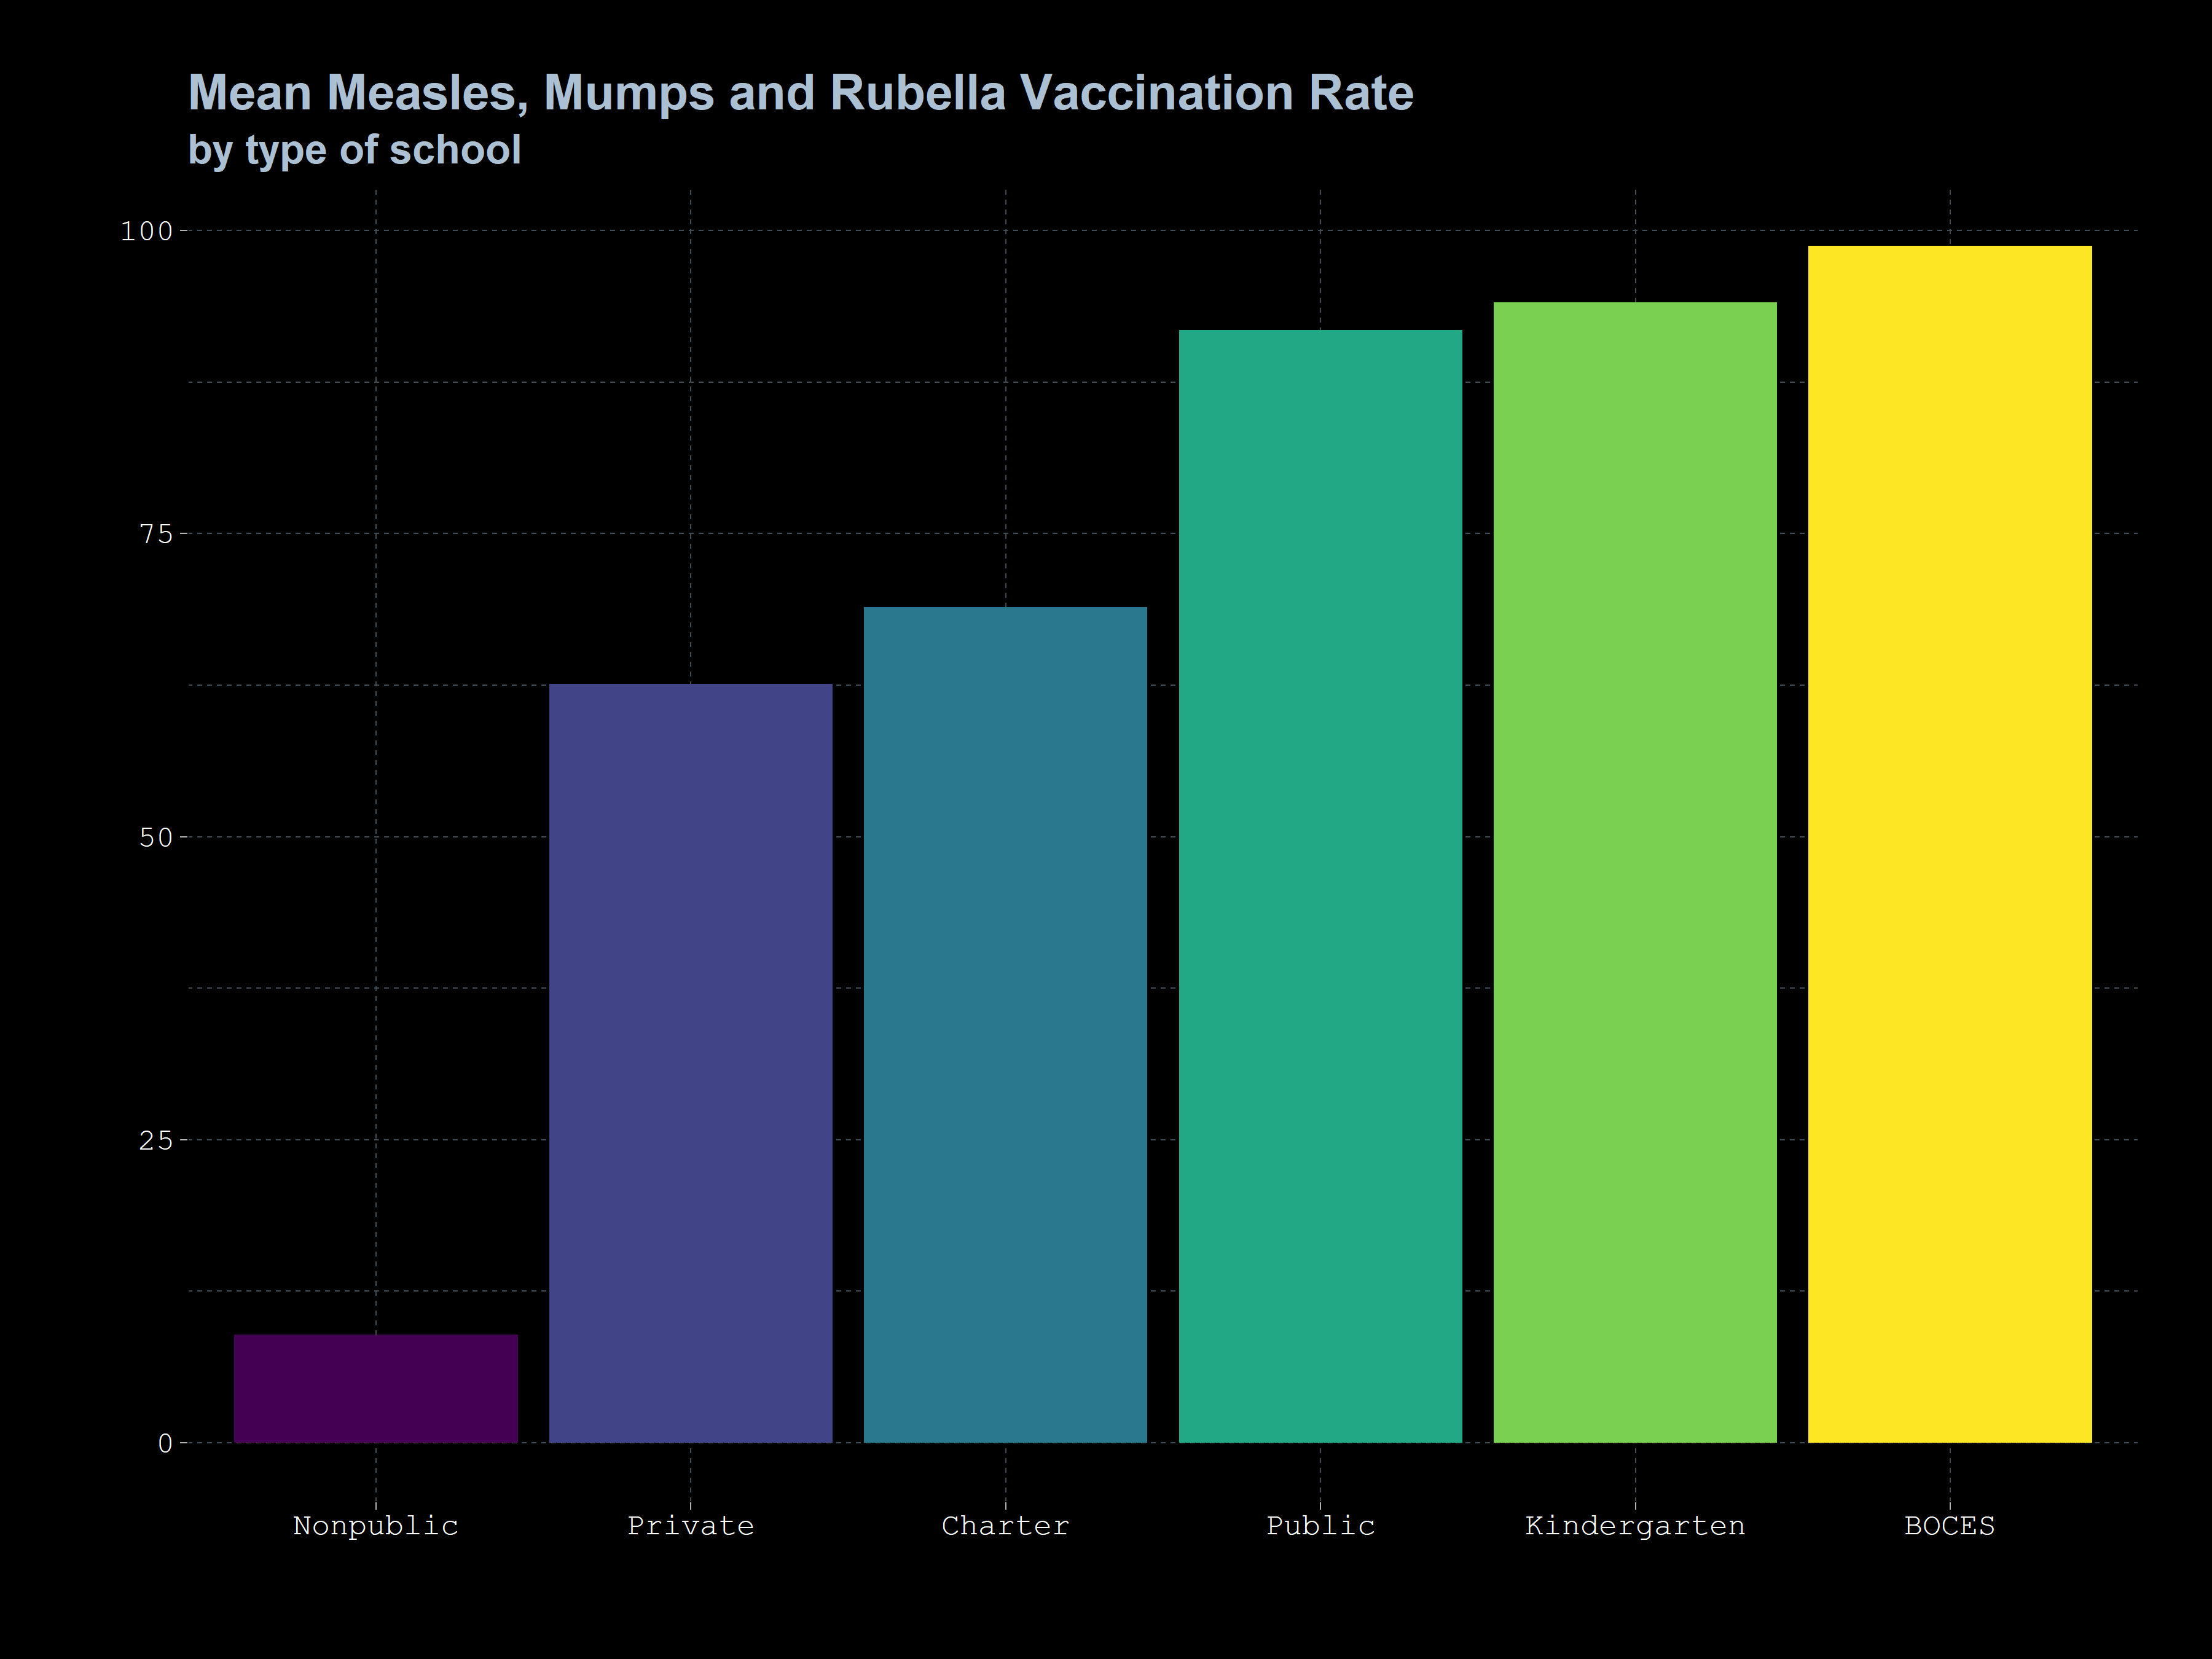 Mean Measles, Mumps and Rubella Vaccination Rate
by type of school
100
75
50
25
0
Nonpublic Private Charter Public Kindergarten BOCES